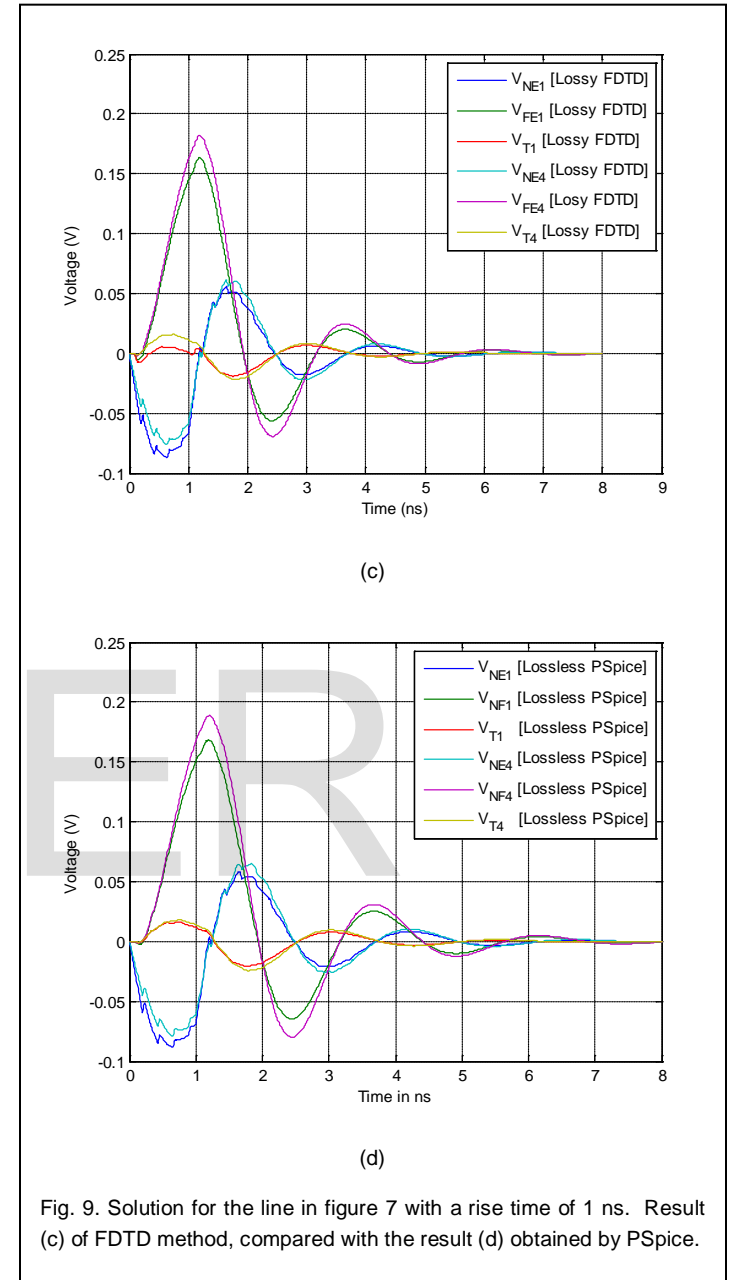 0.25
0.2
0.15
0.1
0.05
0
-0.05
-0.1
Voltage (V)
V_NE1 [Lossy FDTD]
V_FE1 [Lossy FDTD]
V_T1 [Lossy FDTD]
V_NE4 [Lossy FDTD]
V_FE4 [Losy FDTD]
V_T4 [Lossy FDTD]
0 1 2 3 4 5 6 7 8 9
Time (ns)
(c)
0.25
0.2
0.15
0.1
0.05
0
-0.05
-0.1
Voltage (V)
V_NE1 [Lossless PSpice]
V_NF1 [Lossless PSpice]
V_T1 [Lossless PSpice]
V_NE4 [Lossless PSpice]
V_NF4 [Lossless PSpice]
V_T4 [Lossless PSpice]
0 1 2 3 4 5 6 7 8
Time in ns
(d)
ER
Fig. 9. Solution for the line in figure 7 with a rise time of 1 ns. Result
(c) of FDTD method, compared with the result (d) obtained by PSpice.